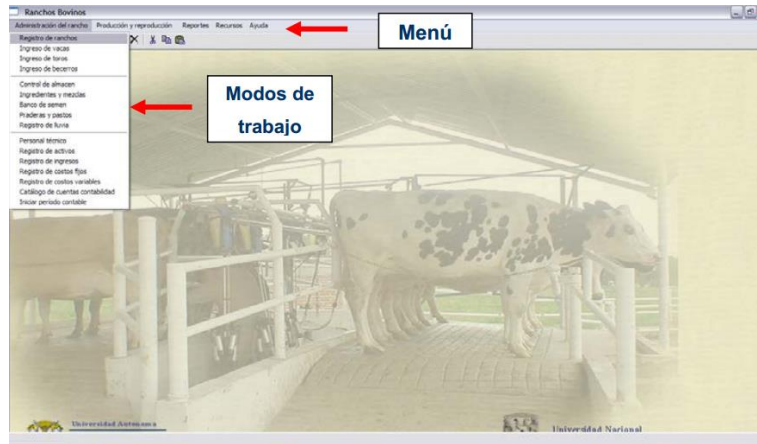 Ranchos Bovinos
Administración del rancho Producción y reproducción Reportes Recursos Ayuda
Menú
Registro de ranchos
Ingreso de vacas
Ingreso de toros
Ingreso de becerros
Control de almacen
Ingredientes y mezclas
Banco de semen
Praderas y pastos
Registro de lluvia
Modos de
trabajo
Personal técnico
Registro de activos
Registro de ingresos
Registro de costos fijos
Registro de costos variables
Catálogo de cuentas contabilidad
Iniciar período contable
Universidad Autonoma
Universidad Nacional